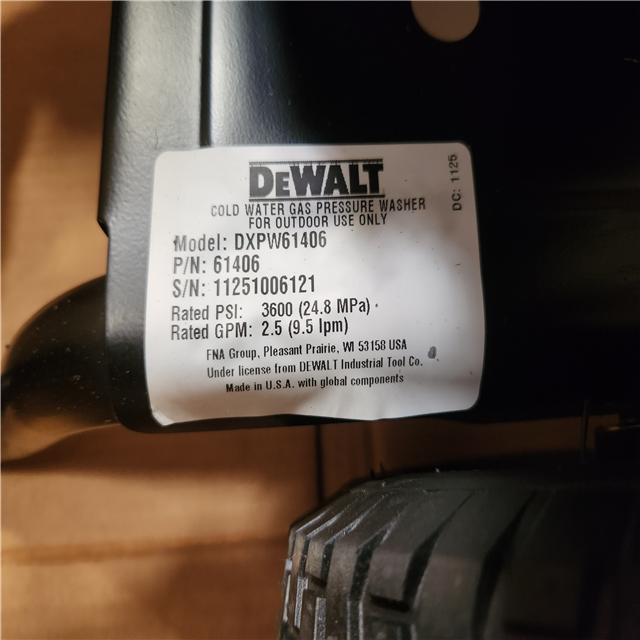 DEWALT
COLD WATER GAS PRESSURE WASHER
FOR OUTDOOR USE ONLY
Model: DXPW61406
P/N: 61406
S/N: 11251006121
Rated PSI: 3600 (24.8 MPa)
Rated GPM: 2.5 (9.5 lpm)
FNA Group, Pleasant Prairie, WI 53158 USA
Under license from DEWALT Industrial Tool Co.
Made in U.S.A. with global components
DC: 1125